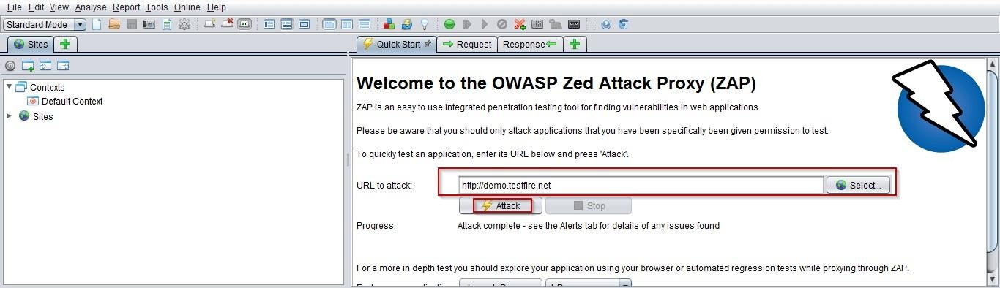 File Edit View Analyse Report Tools Online Help
Standard Mode
Sites
Quick Start
Request
Response
Contexts
Default Context
Sites
Welcome to the OWASP Zed Attack Proxy (ZAP)
ZAP is an easy to use integrated penetration testing tool for finding vulnerabilities in web applications.
Please be aware that you should only attack applications that you have been specifically been given permission to test.
To quickly test an application, enter its URL below and press 'Attack'.
URL to attack: http://demo.testfire.net Select...
Attack Stop
Progress: Attack complete - see the Alerts tab for details of any issues found
For a more in depth test you should explore your application using your browser or automated regression tests while proxying through ZAP.